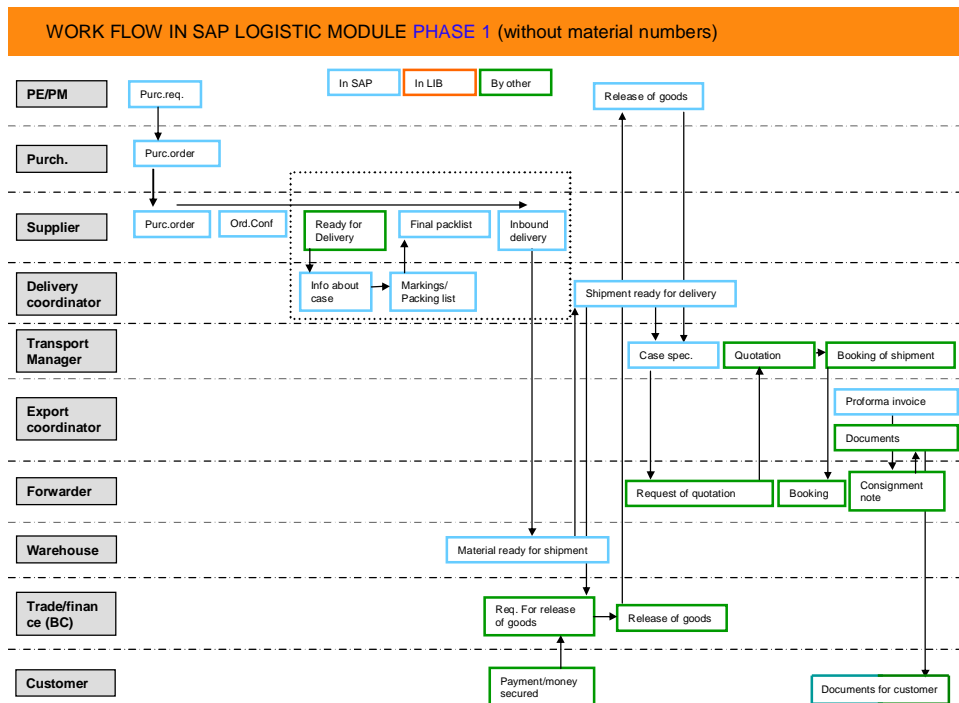 WORK FLOW IN SAP LOGISTIC MODULE PHASE 1 (without material numbers)
PE/PM
Purc.req.
In SAP
In LIB
By other
Release of goods
Purch.
Purc.order
Supplier
Purc.order
Ord.Conf
Ready for
Delivery
Final packlist
Inbound
delivery
Delivery
coordinator
Info about
case
Markings/
Packing list
Shipment ready for delivery
Transport
Manager
Case spec.
Quotation
Booking of shipment
Export
coordinator
Proforma invoice
Documents
Forwarder
Request of quotation
Booking
Consignment
note
Warehouse
Material ready for shipment
Trade/finan
ce (BC)
Req. For release
of goods
Release of goods
Customer
Payment/money
secured
Documents for customer